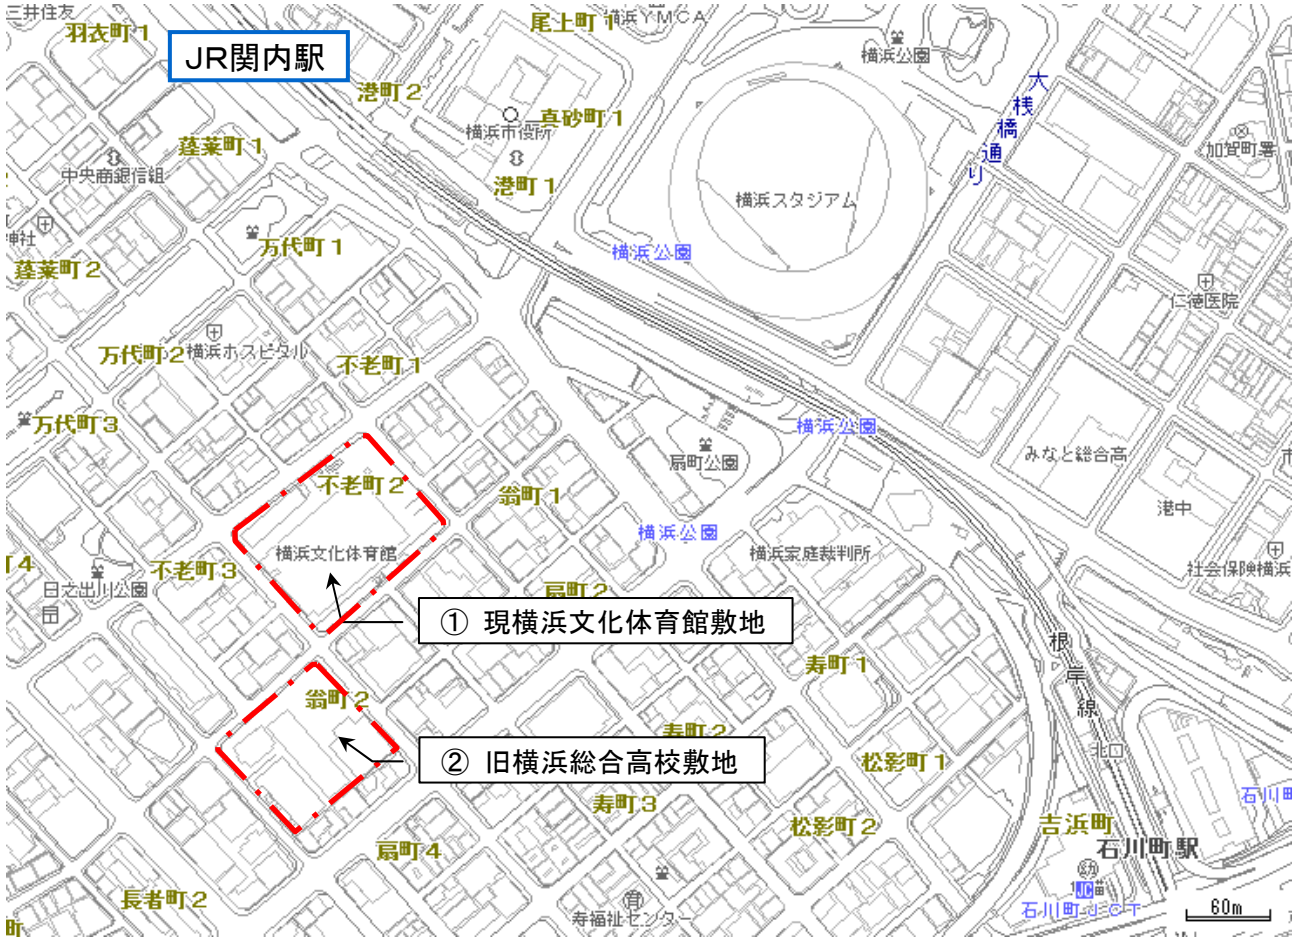 三井住友
羽衣町1
JR関内駅
尾上町1
横浜YMCA
横浜公園
大桟橋通り
港町2
横浜市役所
真砂町1
港町1
蓬莱町1
中央商銀信組
加賀町署
横浜スタジアム
神社
万代町1
蓬莱町2
横浜公園
仁徳医院
万代町2
横浜ホスピタル
不老町1
万代町3
横浜公園
扇町公園
みなと総合高
市
不老町2
翁町1
港中
横浜公園
横浜文化体育館
横浜家庭裁判所
町4
不老町3
日之出川公園
社会保険横浜
扇町2
① 現横浜文化体育館敷地
根岸線
寿町1
翁町2
寿町2
北口
② 旧横浜総合高校敷地
松影町1
石川町
寿町3
松影町2
吉浜町
石川町駅
扇町4
長者町2
JC
石川町JCT
寿福祉センター
60m
町